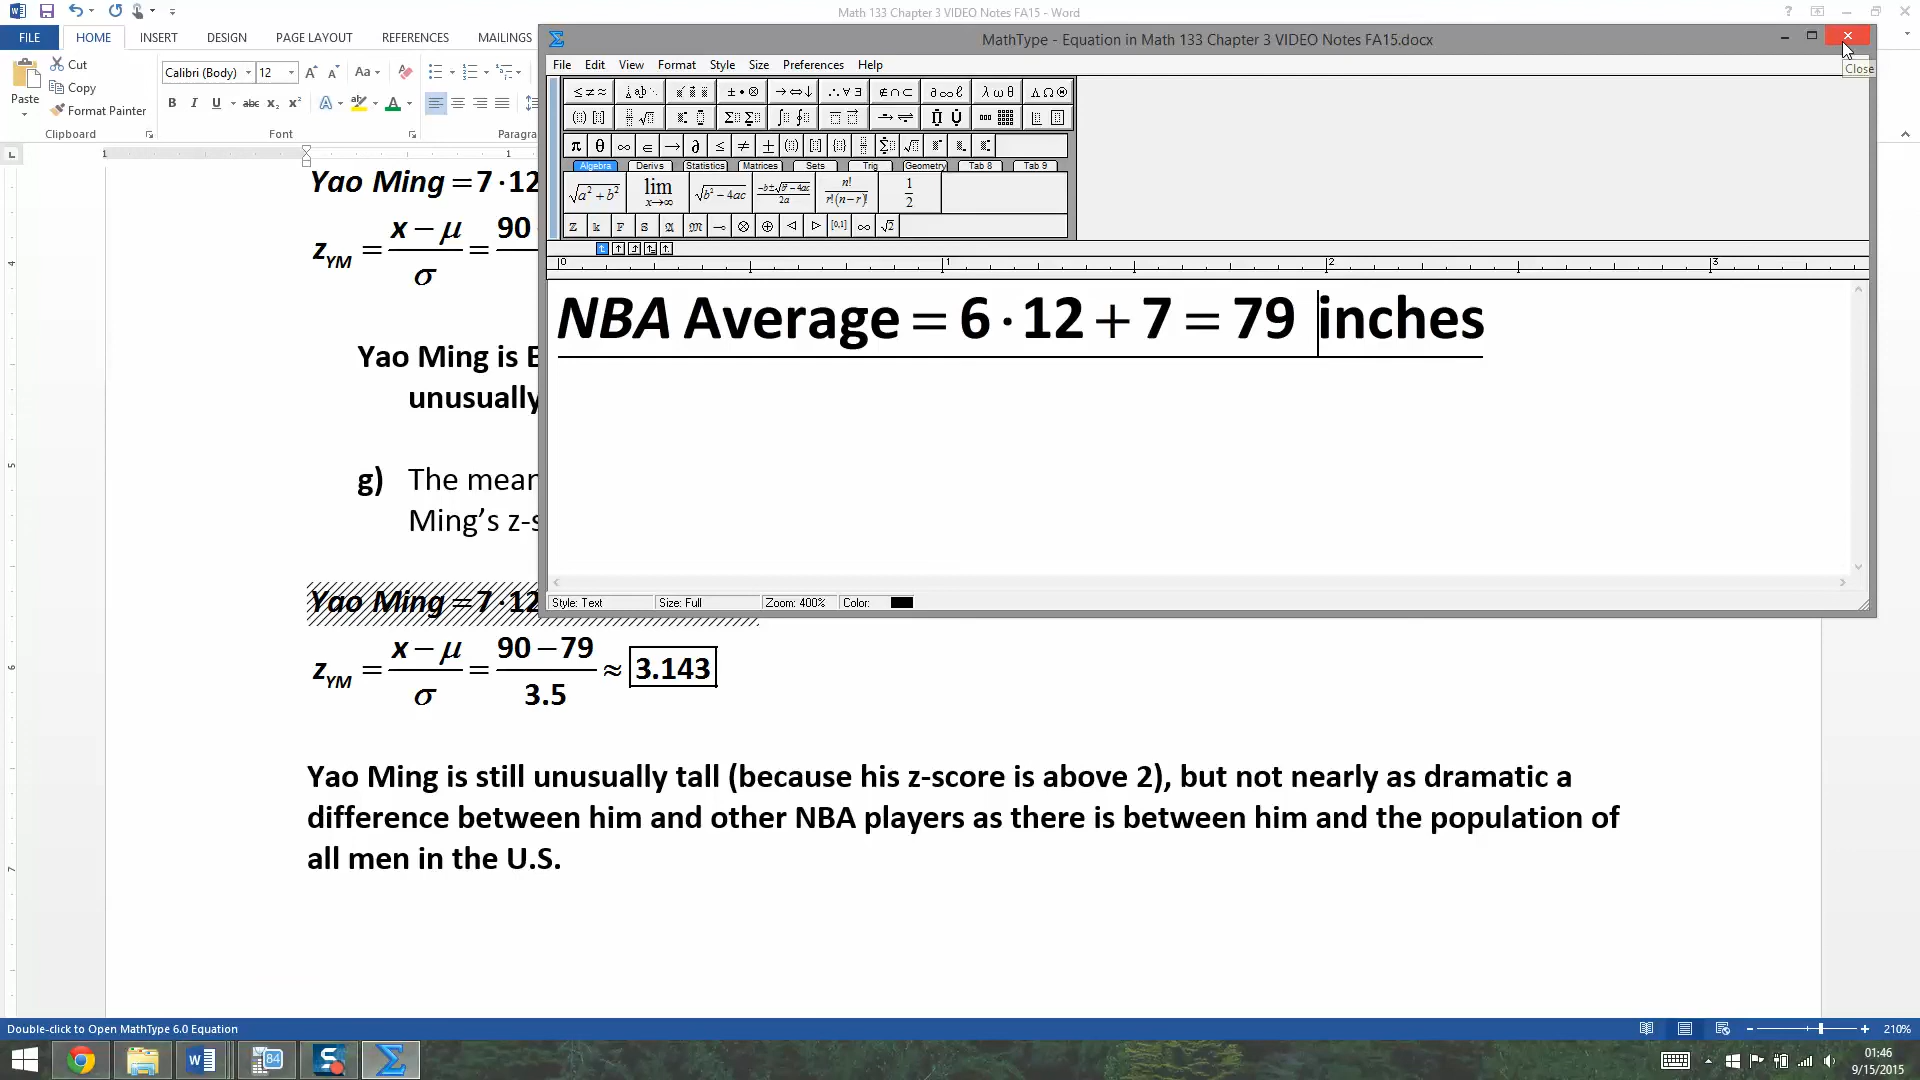 Math 133 Chapter 3 VIDEO Notes FA15 - Word
FILE HOME INSERT DESIGN PAGE LAYOUT REFERENCES MAILINGS
MathType - Equation in Math 133 Chapter 3 VIDEO Notes FA15.docx
Close
File Edit View Format Style Size Preferences Help
Paste
Cut
Copy
Format Painter
Clipboard
Calibri (Body) 12
Font
Paragra
Algebra Derivs Statistics Matrices Sets Trig Geometry Tab 8 Tab 9
NBA Average = 6 · 12 + 7 = 79 inches
Style: Text Size: Full Zoom: 400% Color:
Yao Ming = 7 · 12
z_YM = (x − μ)/σ = 90
Yao Ming is E
unusually
g) The mean
Ming’s z-s
Yao Ming = 7 · 12
z_YM = (x − μ)/σ = (90 − 79)/3.5 ≈ 3.143
Yao Ming is still unusually tall (because his z-score is above 2), but not nearly as dramatic a
difference between him and other NBA players as there is between him and the population of
all men in the U.S.
Double-click to Open MathType 6.0 Equation
210%
01:46
9/15/2015